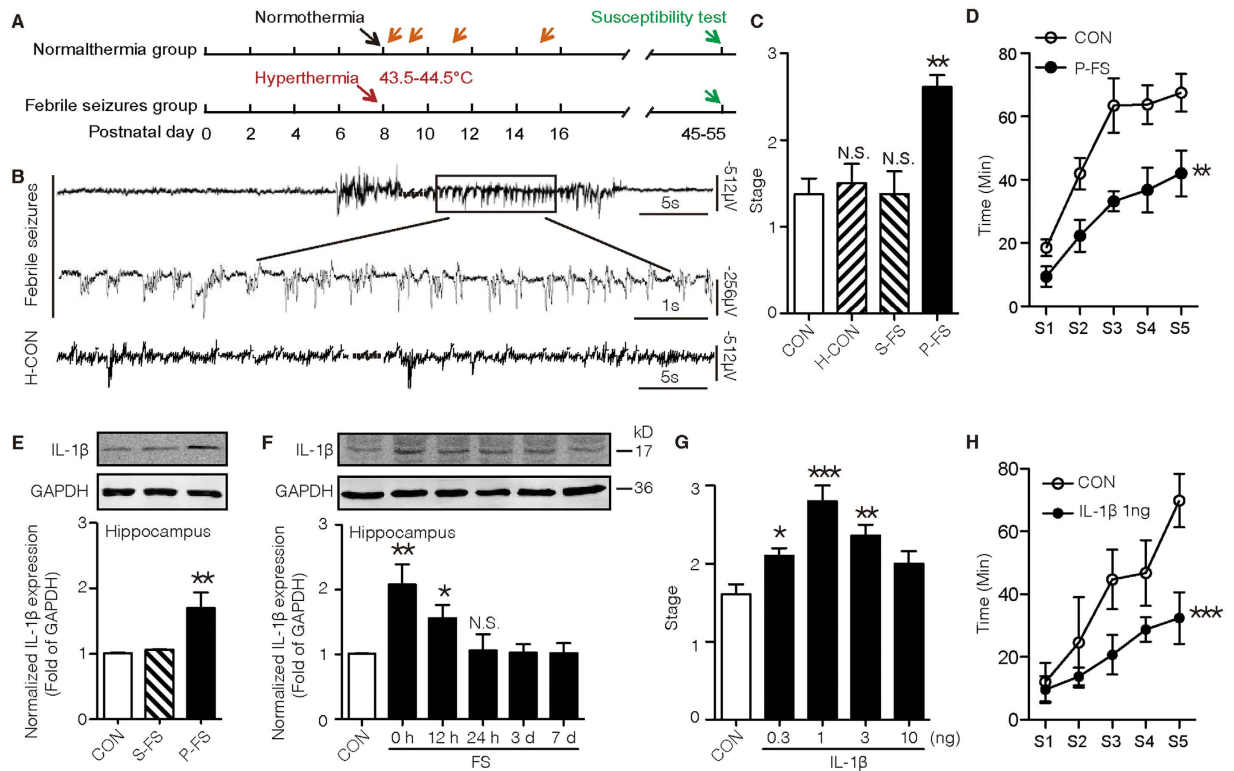 A
Normothermia
Susceptibility test
Normalthermia group
Hyperthermia 43.5-44.5°C
Febrile seizures group
Postnatal day 0 2 4 6 8 10 12 14 16 45-55
B
Febrile seizures
-512µV
5s
-256µV
1s
H-CON
-512µV
5s
C
Stage
3
2
1
0
N.S.
N.S.
**
CON H-CON S-FS P-FS
D
CON
P-FS
Time (Min)
80
60
40
20
0
**
S1 S2 S3 S4 S5
E
IL-1β
GAPDH
Normalized IL-1β expression
(Fold of GAPDH)
Hippocampus
3
2
1
0
**
CON S-FS P-FS
F
kD
IL-1β
17
GAPDH
36
Normalized IL-1β expression
(Fold of GAPDH)
Hippocampus
3
2
1
0
**
*
N.S.
CON 0 h 12 h 24 h 3 d 7 d
FS
G
Stage
3
2
1
0
*
***
**
CON 0.3 1 3 10 (ng)
IL-1β
H
CON
IL-1β 1ng
Time (Min)
80
60
40
20
0
***
S1 S2 S3 S4 S5